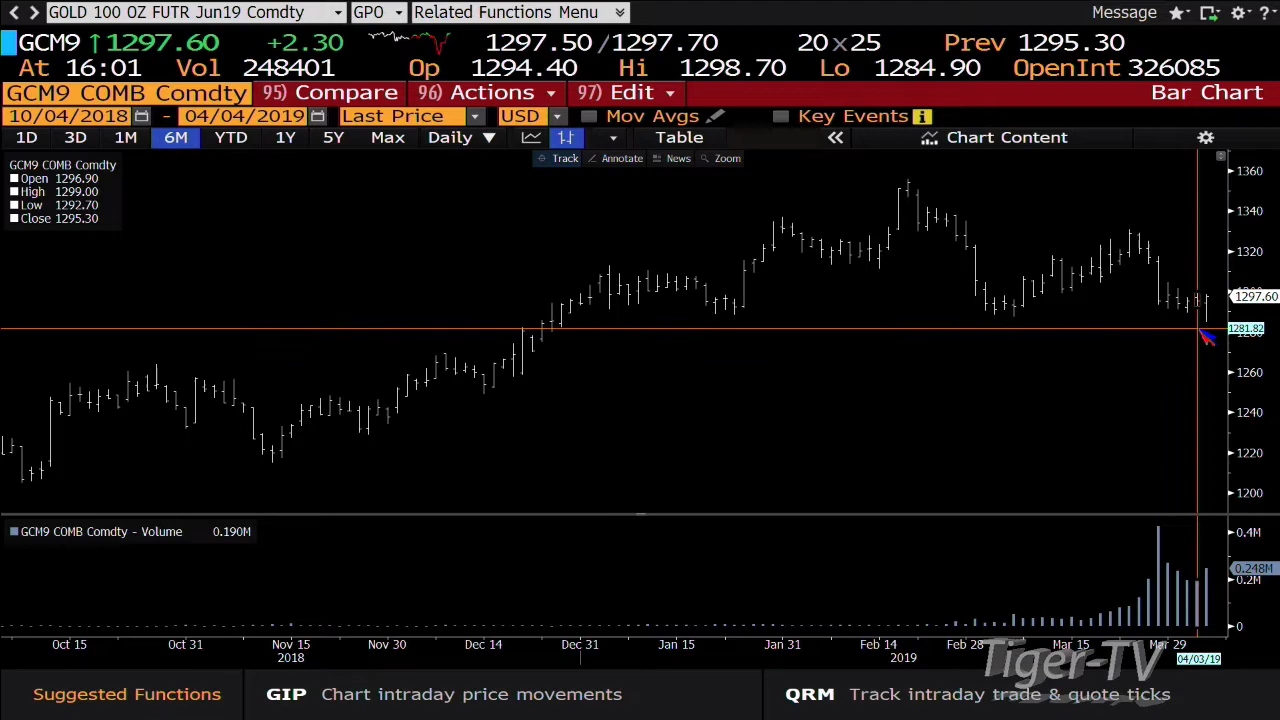 GOLD 100 OZ FUTR Jun19 Comdty GPO Related Functions Menu Message ?
GCM9 ↑1297.60 +2.30 1297.50/1297.70 20x25 Prev 1295.30
At 16:01 Vol 248401 Op 1294.40 Hi 1298.70 Lo 1284.90 OpenInt 326085
GCM9 COMB Comdty 95) Compare 96) Actions 97) Edit Bar Chart
10/04/2018 - 04/04/2019 Last Price USD Mov Avgs Key Events
1D 3D 1M 6M YTD 1Y 5Y Max Daily ▼ Table « Chart Content
Track Annotate News Zoom
GCM9 COMB Comdty
Open 1296.90
High 1299.00
Low 1292.70
Close 1295.30
1360
1340
1320
1297.60
1281.82
1260
1240
1220
1200
GCM9 COMB Comdty - Volume 0.190M
0.4M
0.248M
0.2M
0
Oct 15 Oct 31 Nov 15 Nov 30 Dec 14 Dec 31 Jan 15 Jan 31 Feb 14 Feb 28 Mar 15 Mar 29
2018 2019 04/03/19
Tiger-TV
Suggested Functions GIP Chart intraday price movements QRM Track intraday trade & quote ticks